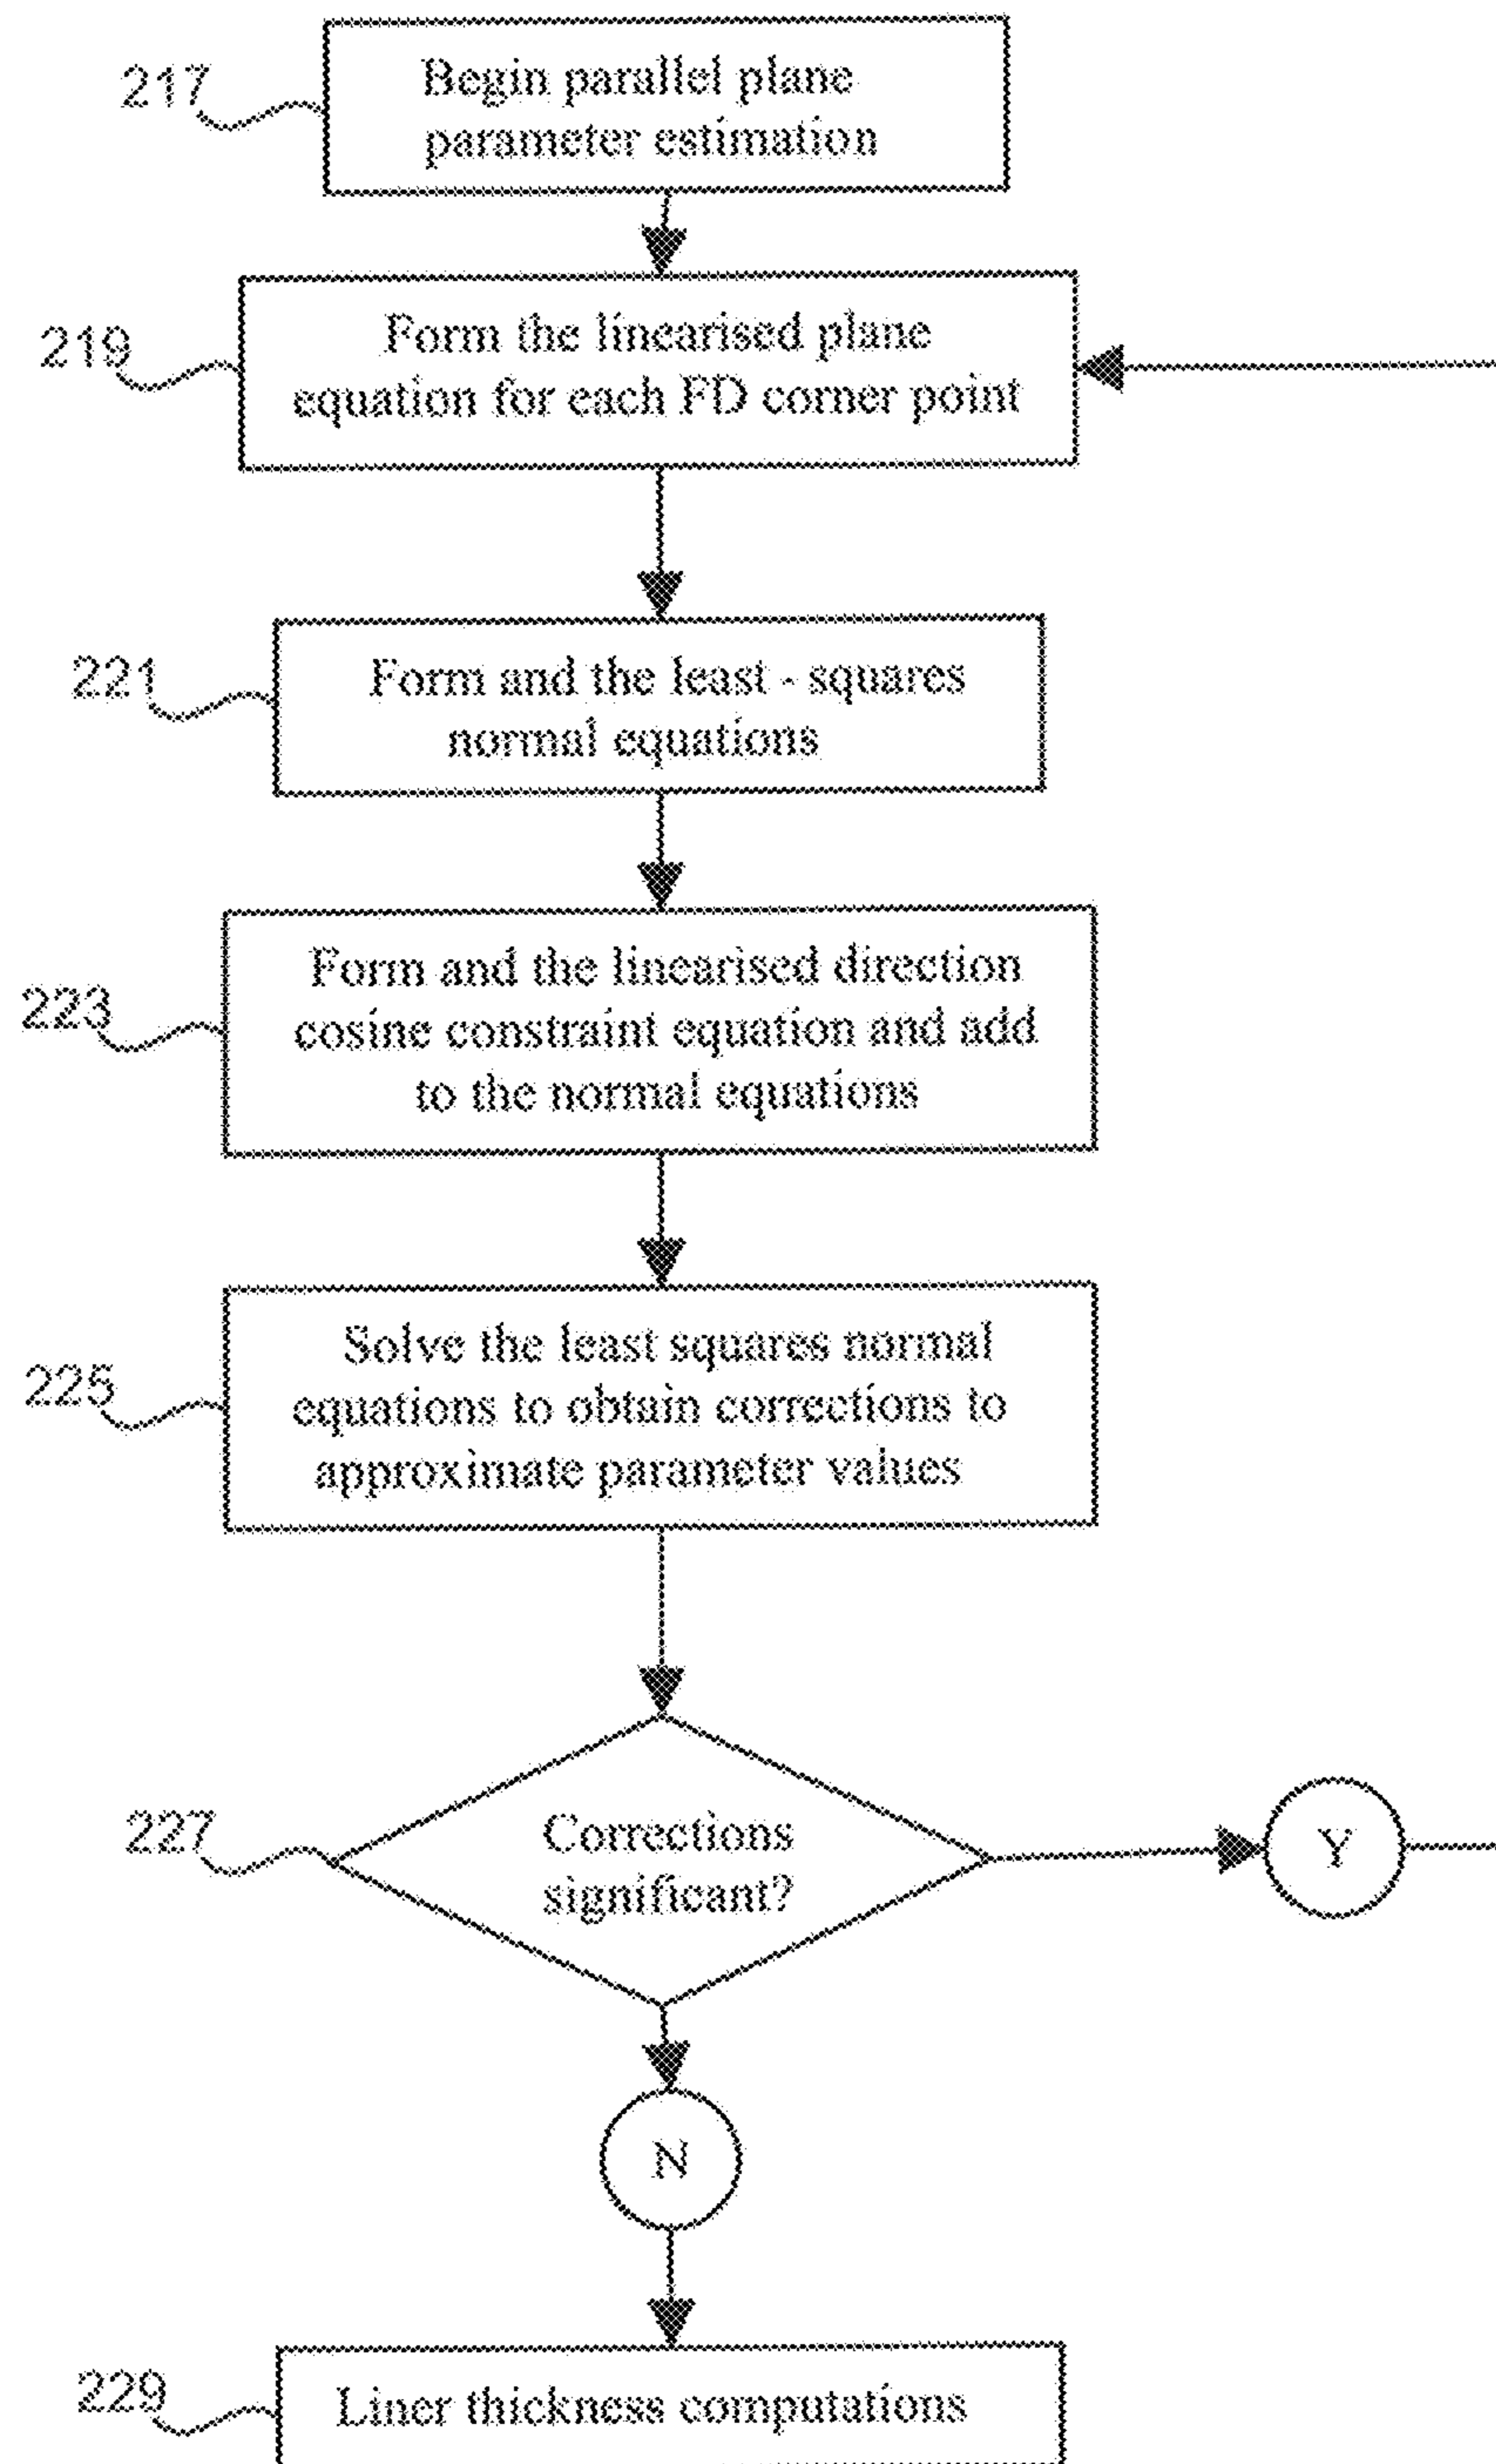 217
Begin parallel plane
parameter estimation
219
Form the linearised plane
equation for each FD corner point
221
Form and the least - squares
normal equations
223
Form and the linearised direction
cosine constraint equation and add
to the normal equations
225
Solve the least squares normal
equations to obtain corrections to
approximate parameter values
227
Corrections
significant?
Y
N
229
Liner thickness computations